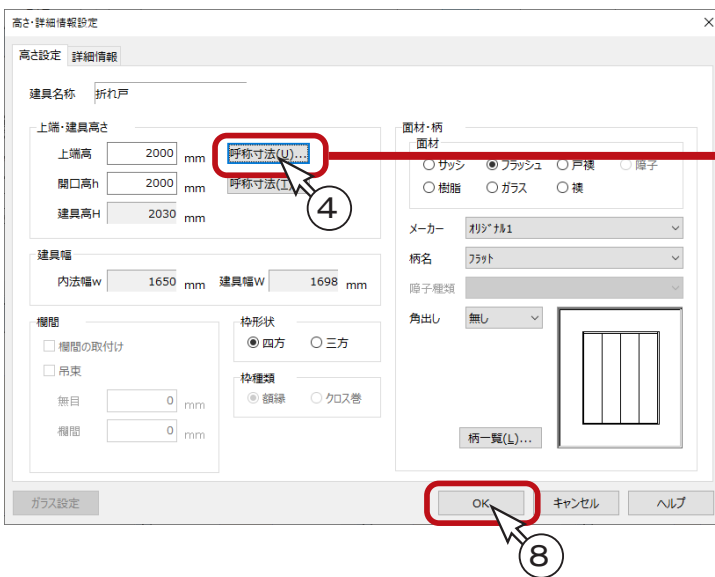 高さ・詳細情報設定
高さ設定 詳細情報
建具名称 折れ戸
上端・建具高さ
上端高 2000 mm 呼称寸法(U)...
開口高h 2000 mm 呼称寸法(I)
建具高H 2030 mm
④
建具幅
内法幅w 1650 mm 建具幅W 1698 mm
欄間
欄間の取付け
吊束
無目 0 mm
欄間 0 mm
枠形状
四方 三方
枠種類
額縁 クロス巻
面材・柄
面材
サッシ フラッシュ 戸襖 障子
樹脂 ガラス 襖
メーカー オリジナル1
柄名 フラット
障子種類
角出し 無し
柄一覧(L)...
ガラス設定 OK キャンセル ヘルプ
⑧